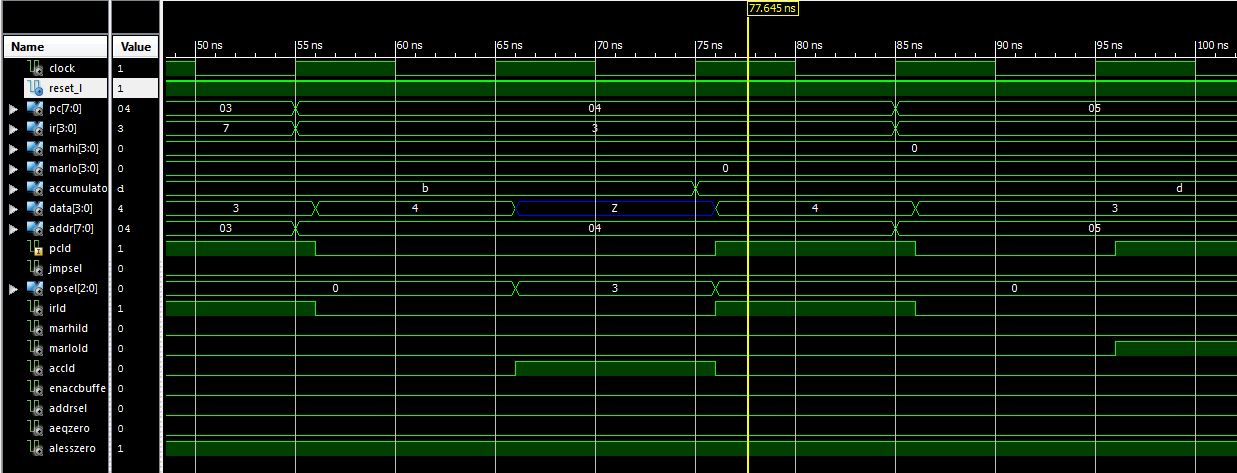 77.645 ns
Name Value 50 ns 55 ns 60 ns 65 ns 70 ns 75 ns 80 ns 85 ns 90 ns 95 ns 100 ns
clock 1
reset_l 1
pc[7:0] 04 03 04 05
ir[3:0] 3 7 3 0
marhi[3:0] 0
marlo[3:0] 0 0
accumulato d b d
data[3:0] 4 3 4 Z 4 3
addr[7:0] 04 03 04 05
pcld 1
jmpsel 0
opsel[2:0] 0 0 3 0
irld 1
marhild 0
marlold 0
accld 0
enaccbuffe 0
addrsel 0
aeqzero 0
alesszero 1